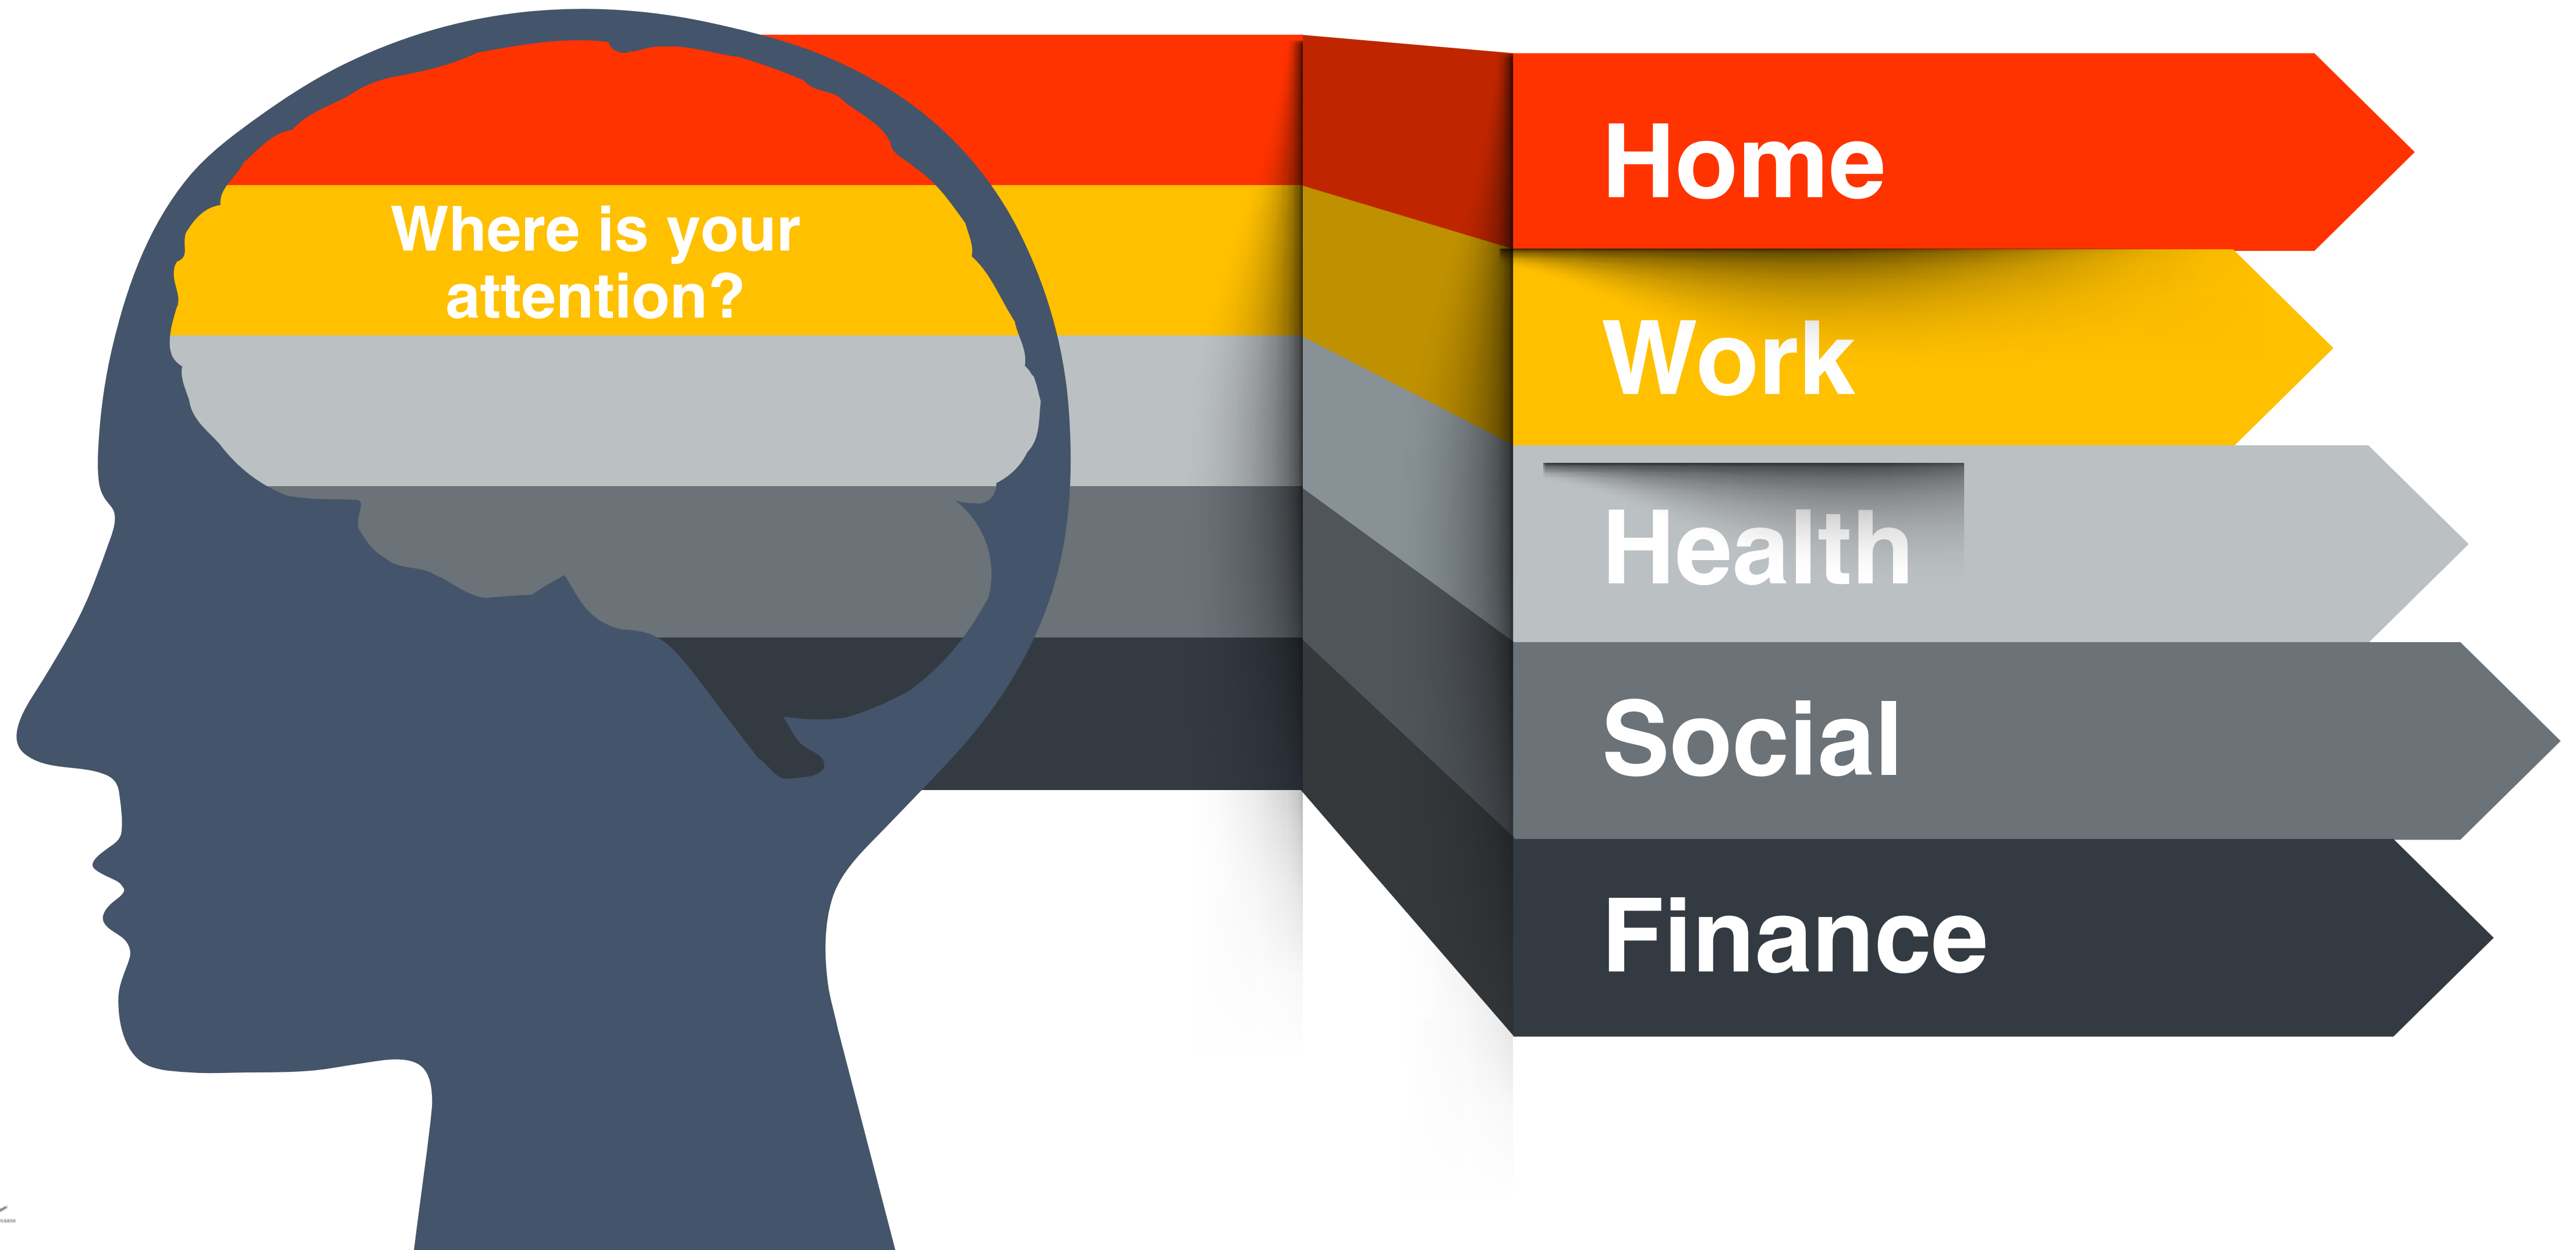 Where is your
attention?
Home
Work
Health
Social
Finance